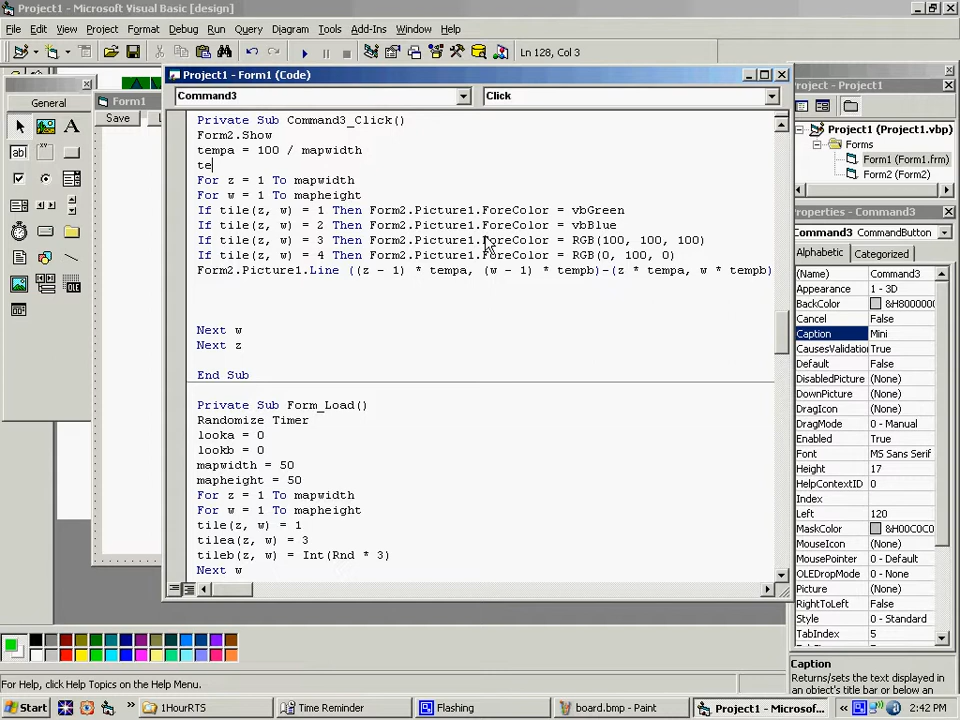 Microsoft Visual Basic [design]
File Edit View Project Format Debug Run Query Diagram Tools Add-Ins Window Help
Ln 128, Col 3
General
Form1
Save
Project1 - Form1 (Code)
Command3
Click
Private Sub Command3_Click()
Form2.Show
tempa = 100 / mapwidth
te
For z = 1 To mapwidth
For w = 1 To mapheight
If tile(z, w) = 1 Then Form2.Picture1.ForeColor = vbGreen
If tile(z, w) = 2 Then Form2.Picture1.ForeColor = vbBlue
If tile(z, w) = 3 Then Form2.Picture1.ForeColor = RGB(100, 100, 100)
If tile(z, w) = 4 Then Form2.Picture1.ForeColor = RGB(0, 100, 0)
Form2.Picture1.Line ((z - 1) * tempa, (w - 1) * tempb)-(z * tempa, w * tempb)
Next w
Next z
End Sub
Private Sub Form_Load()
Randomize Timer
looka = 0
lookb = 0
mapwidth = 50
mapheight = 50
For z = 1 To mapwidth
For w = 1 To mapheight
tile(z, w) = 1
tilea(z, w) = 3
tileb(z, w) = Int(Rnd * 3)
Next w
roject - Project1
Project1 (Project1.vbp)
Forms
Form1 (Form1.frm)
Form2 (Form2)
Properties - Command3
Command3 CommandButton
Alphabetic Categorized
(Name) Command3
Appearance 1 - 3D
BackColor &H800000
Cancel False
Caption Mini
CausesValidatio True
Default False
DisabledPicture (None)
DownPicture (None)
DragIcon (None)
DragMode 0 - Manual
Enabled True
Font MS Sans Serif
Height 17
HelpContextID 0
Index
Left 120
MaskColor &H00C0C0
MouseIcon (None)
MousePointer 0 - Default
OLEDropMode 0 - None
Picture (None)
RightToLeft False
Style 0 - Standard
TabIndex 5
Caption
Returns/sets the text displayed in
an object's title bar or below an
For Help, click Help Topics on the Help Menu.
Start
1HourRTS
Time Reminder
Flashing
board.bmp - Paint
Project1 - Microsof...
2:42 PM